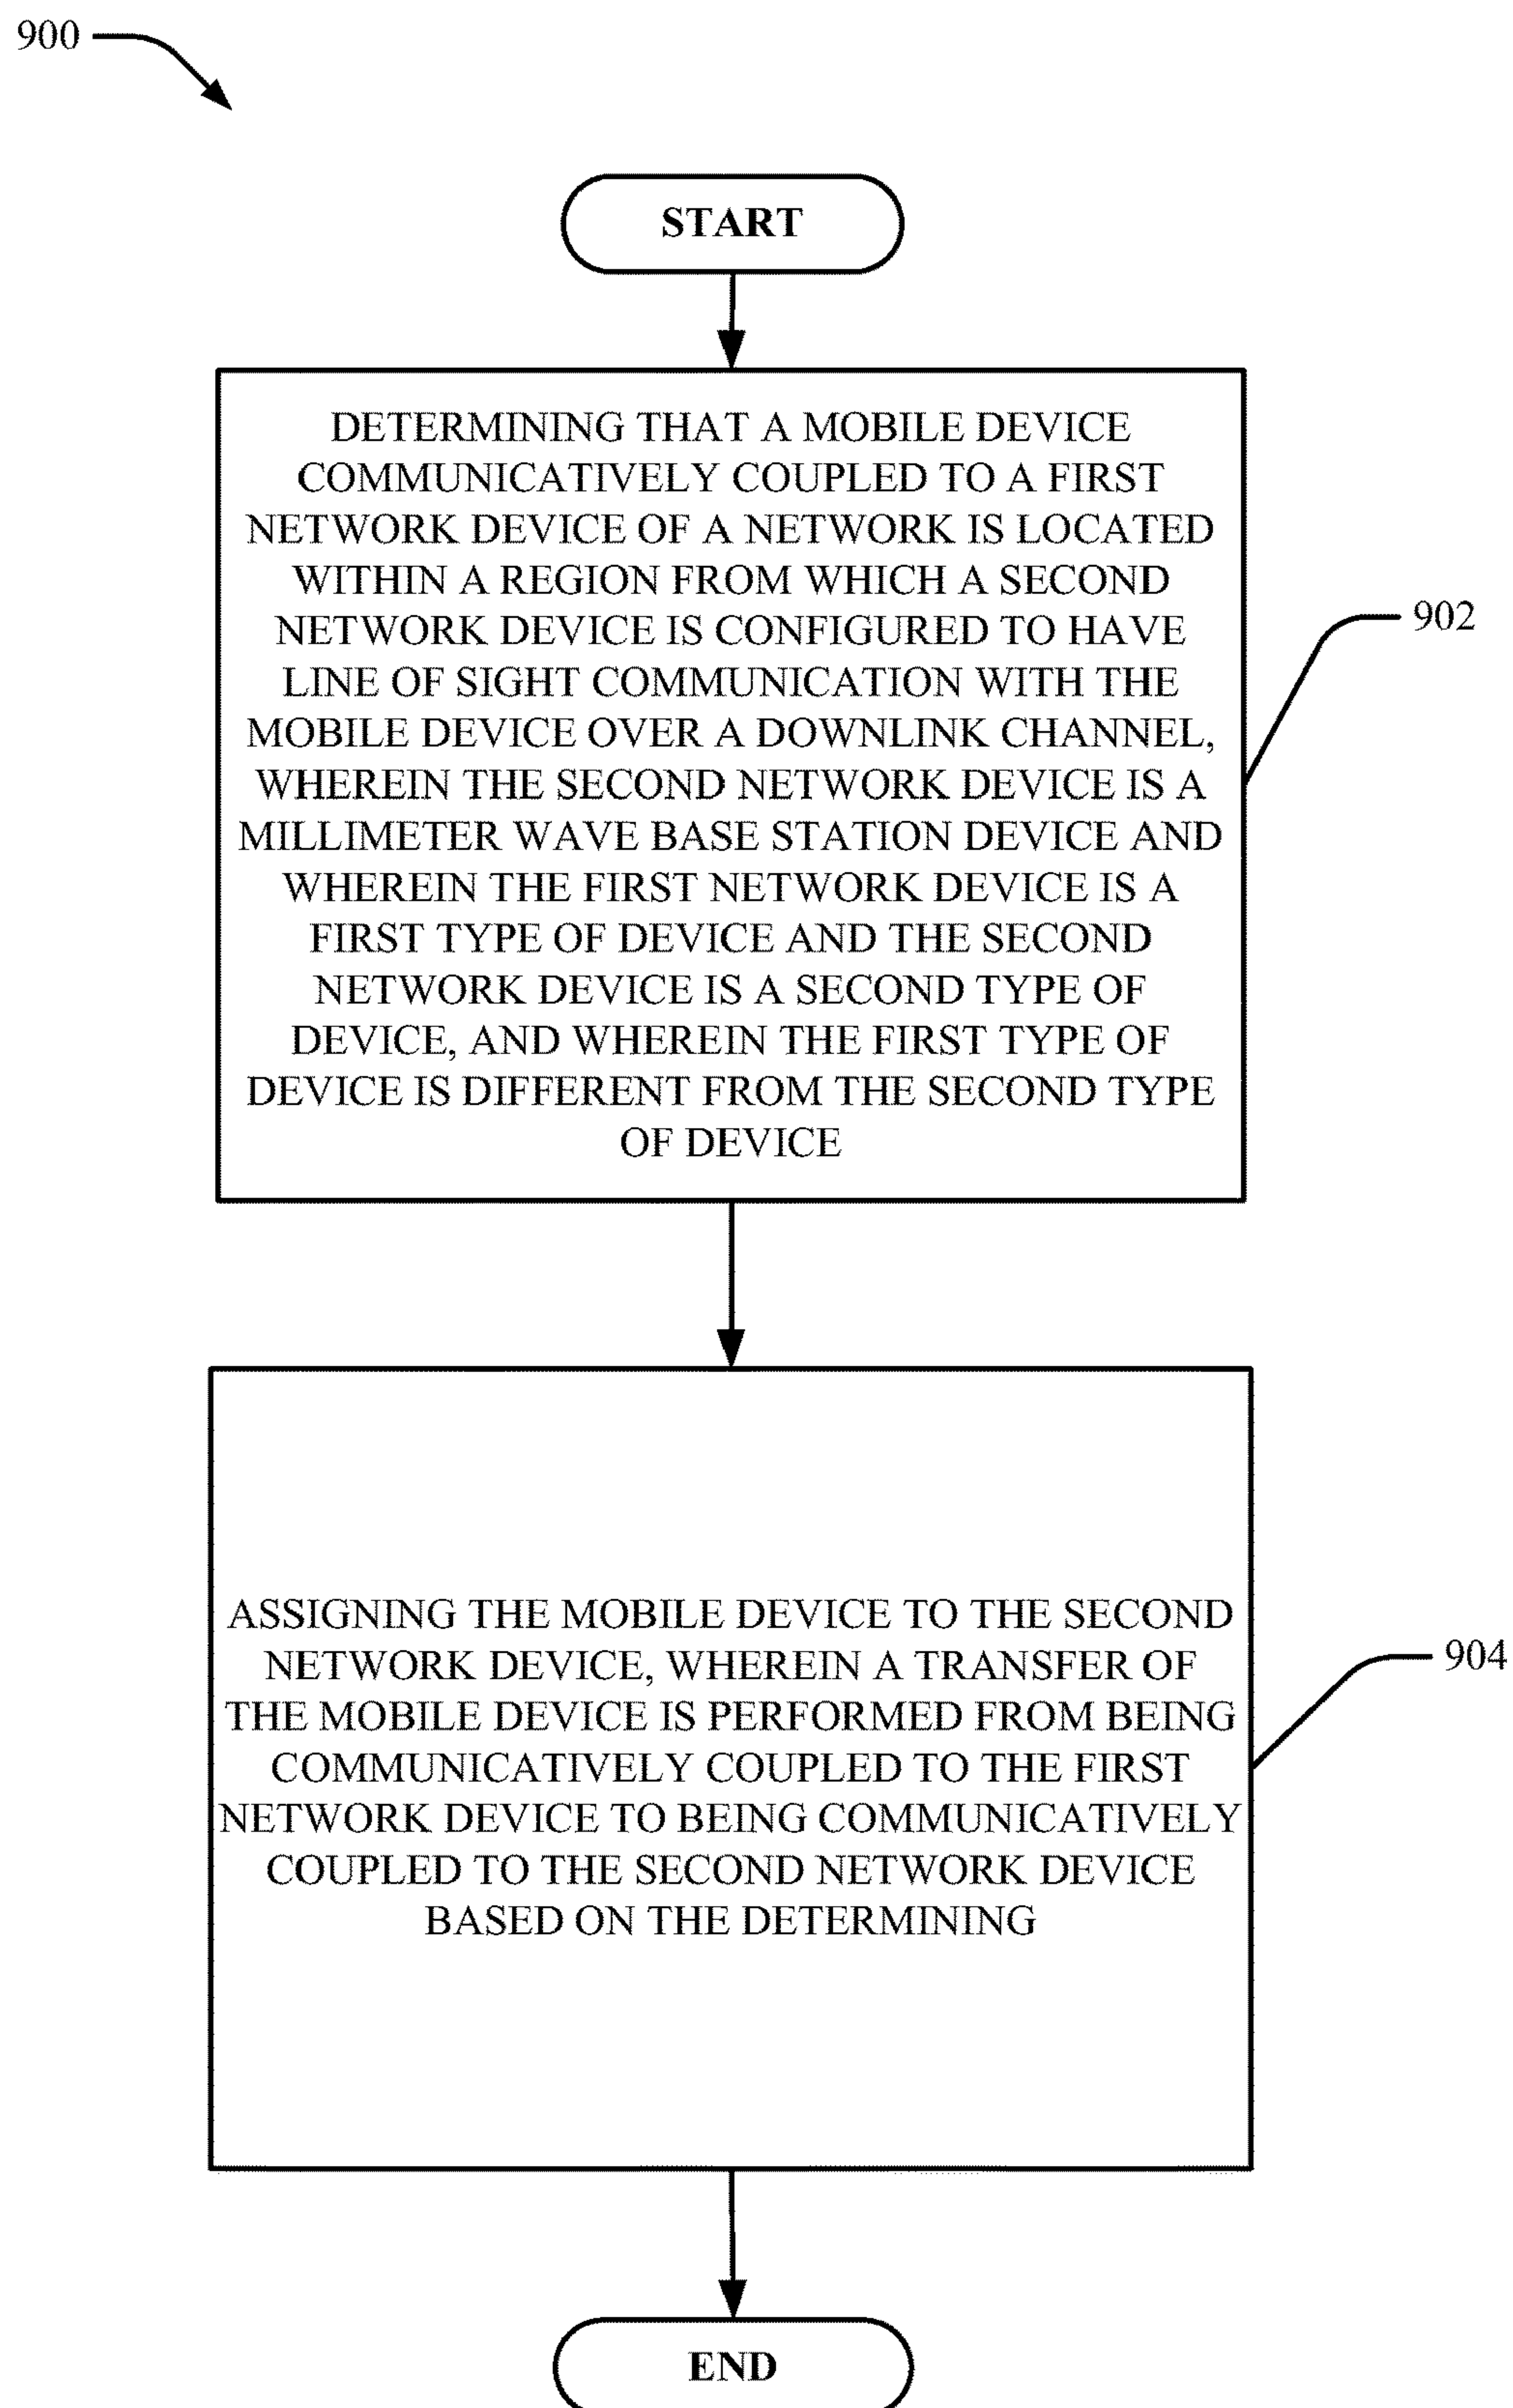 900
START
DETERMINING THAT A MOBILE DEVICE
COMMUNICATIVELY COUPLED TO A FIRST
NETWORK DEVICE OF A NETWORK IS LOCATED
WITHIN A REGION FROM WHICH A SECOND
NETWORK DEVICE IS CONFIGURED TO HAVE
LINE OF SIGHT COMMUNICATION WITH THE
MOBILE DEVICE OVER A DOWNLINK CHANNEL,
WHEREIN THE SECOND NETWORK DEVICE IS A
MILLIMETER WAVE BASE STATION DEVICE AND
WHEREIN THE FIRST NETWORK DEVICE IS A
FIRST TYPE OF DEVICE AND THE SECOND
NETWORK DEVICE IS A SECOND TYPE OF
DEVICE, AND WHEREIN THE FIRST TYPE OF
DEVICE IS DIFFERENT FROM THE SECOND TYPE
OF DEVICE
902
ASSIGNING THE MOBILE DEVICE TO THE SECOND
NETWORK DEVICE, WHEREIN A TRANSFER OF
THE MOBILE DEVICE IS PERFORMED FROM BEING
COMMUNICATIVELY COUPLED TO THE FIRST
NETWORK DEVICE TO BEING COMMUNICATIVELY
COUPLED TO THE SECOND NETWORK DEVICE
BASED ON THE DETERMINING
904
END